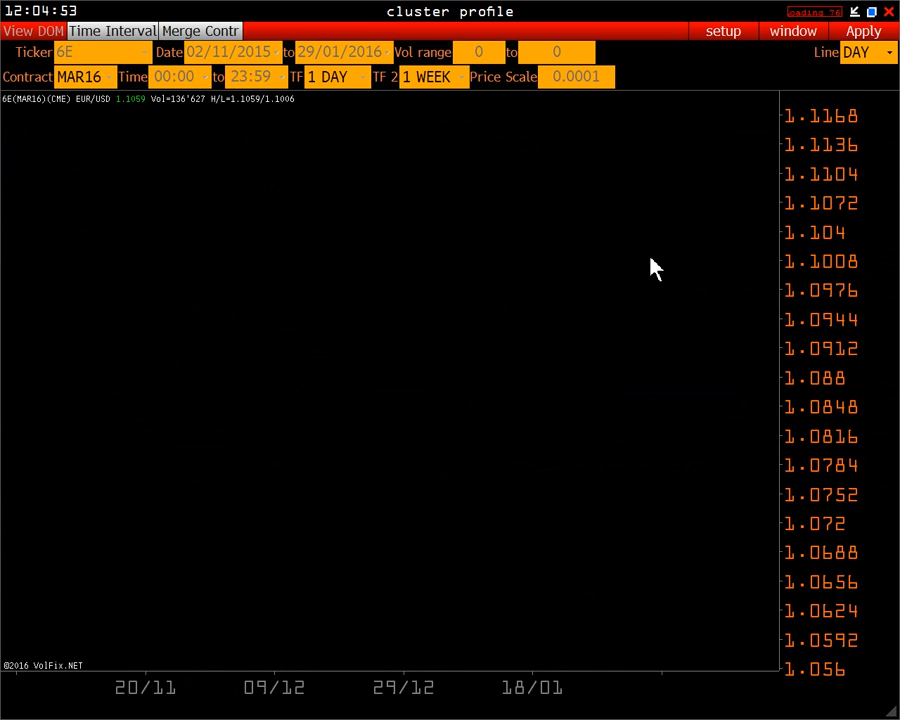 12:04:53 cluster profile loading 76
View DOM Time Interval Merge Contr setup window Apply
Ticker 6E Date 02/11/2015 to 29/01/2016 Vol range 0 to 0 Line DAY
Contract MAR16 Time 00:00 to 23:59 TF 1 DAY TF 2 1 WEEK Price Scale 0.0001
6E(MAR16)(CME) EUR/USD 1.1059 Vol=136'627 H/L=1.1059/1.1006
1.1168
1.1136
1.1104
1.1072
1.104
1.1008
1.0976
1.0944
1.0912
1.088
1.0848
1.0816
1.0784
1.0752
1.072
1.0688
1.0656
1.0624
1.0592
©2016 VolFix.NET
1.056
20/11 09/12 29/12 18/01